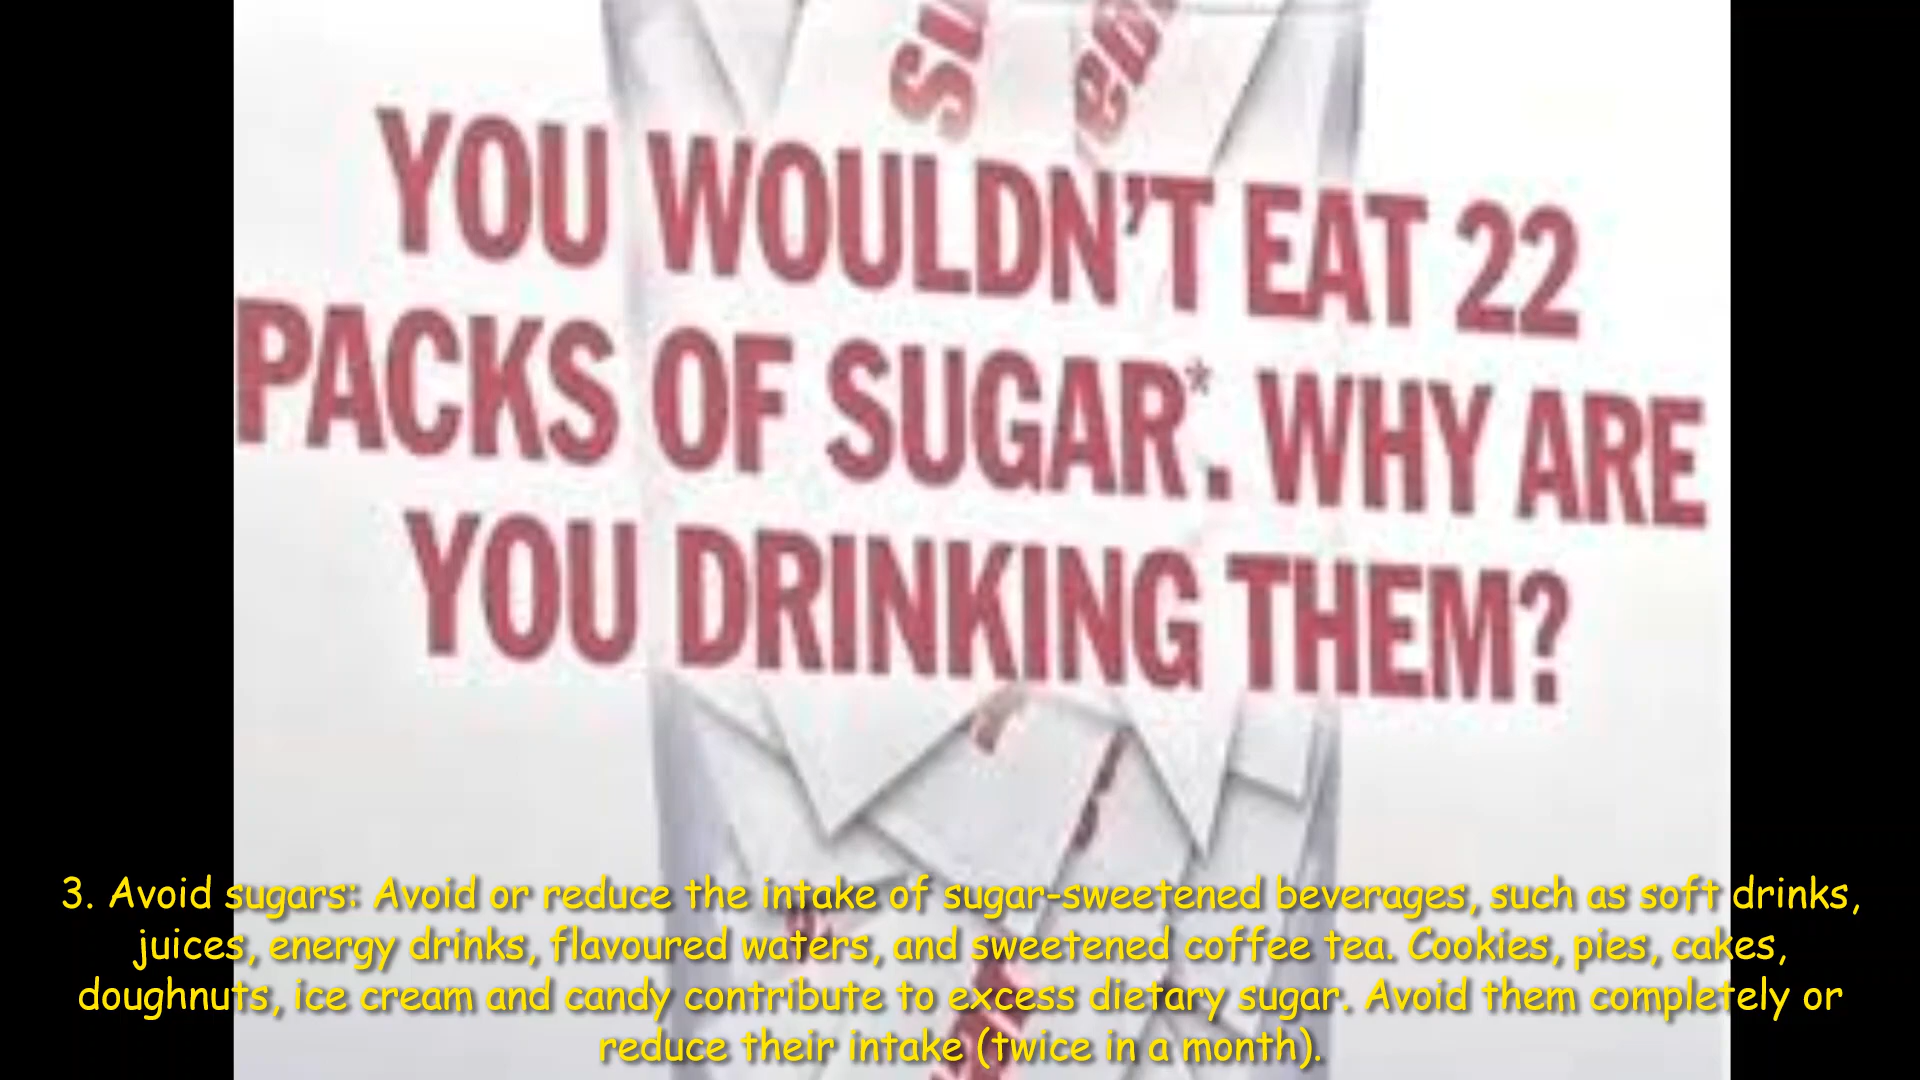 YOU WOULDN'T EAT 22
PACKS OF SUGAR*. WHY ARE
YOU DRINKING THEM?
3. Avoid sugars: Avoid or reduce the intake of sugar-sweetened beverages, such as soft drinks,
juices, energy drinks, flavoured waters, and sweetened coffee tea. Cookies, pies, cakes,
doughnuts, ice cream and candy contribute to excess dietary sugar. Avoid them completely or
reduce their intake (twice in a month).